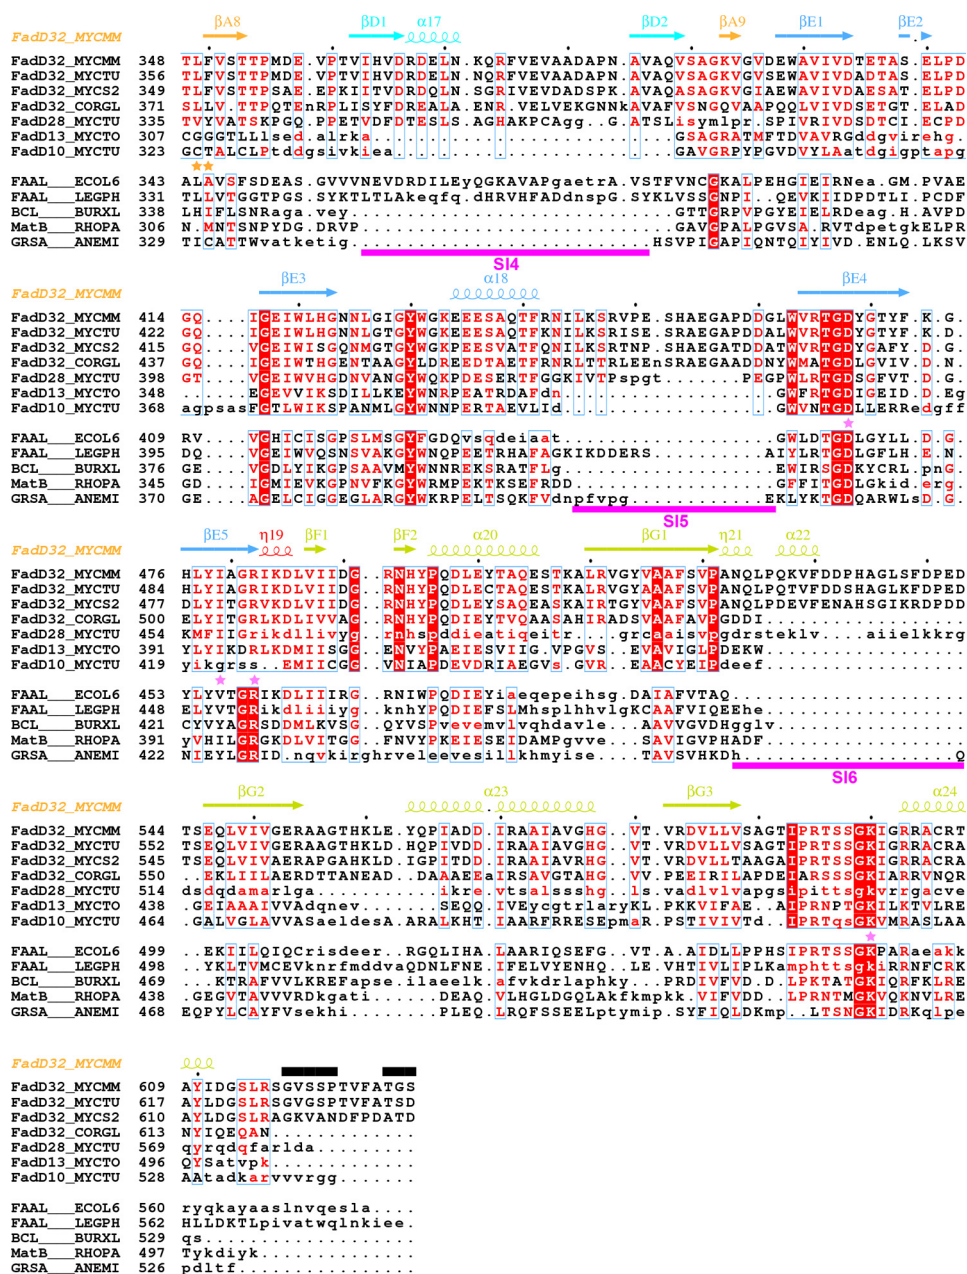 βA8 βD1 α17 βD2 βA9 βE1 βE2
FadD32_MYCMM
FadD32_MYCMM 348 TLFVSTTPMDE.VPTVIHVDRDELN.KQRFVEVAADAPN.AVAQVSAGKVGVDEWAVIVDTETAS.ELPD
FadD32_MYCTU 356 TLFVSTTPMDE.VPTVIHVDRDELN.NQRFVEVAADAPN.AVAQVSAGKVGVSEWAVIVDTETAS.ELPD
FadD32_MYCS2 349 TLFVSTTPSAE.EPKIITVDRDQLN.SGRIVEVDADSPK.AVAQASAGKVGIAEWAVIVDAESAT.ELPD
FadD32_CORGL 371 SLLV.TTPQTENRPLISYFDREALA.ENR.VELVEKGNNkAVAFVSNGQVAAPQQLVIVDSETGT.ELAD
FadD28_MYCTU 335 TVYVATSKPGQ.PPETVDFDTESLS.AGHAKPCAgg..G.ATSLisymlpr.SPIVRIVDSDTCI.ECPD
FadD13_MYCTO 307 CGGGTLLlsed.alrka..........................GSAGRATMFTDVAVRGddgvirehg.
FadD10_MYCTU 323 GCTALCLPtddgsivkiea........................GAVGRPYPGVDVYLAatdgigptapg
FAAL___ECOL6 343 ALAVSFSDEAS.GVVVNEVDRDILEyQGKAVAPgaetrA.VSTFVNCGKALPEHGIEIRNea.GM.PVAE
FAAL___LEGPH 331 TLLVTGGTPGS.SYKTLTLAkeqfq.dHRVHFADdnspG.SYKLVSSGNPI.QEVKIIDPDTLI.PCDF
BCL____BURXL 338 LHIFLSNRaga.vey............................GTTGRPVPGYEIELRDeag.H.AVPD
MatB___RHOPA 306 N.MNTSNPYDG.DRVP...........................GAVGPALPGVSA.RVTdpetgkELPR
GRSA___ANEMI 329 TICATTWvatketig............................HSVPIGAPIQNTQIYIVD.ENLQ.LKSV
SI4
βE3 α18 βE4
FadD32_MYCMM
FadD32_MYCMM 414 GQ....IGEIWLHGNNLGIGYWGKEEESAQTFRNILKSRVPE.SHAEGAPDDGLWVRTGDYGTYF.K.G.
FadD32_MYCTU 422 GQ....IGEIWLHGNNLGTGYWGKEEESAQTFKNILKSRISE.SRAEGAPDDALWVRTGDYGTYF.K.D.
FadD32_MYCS2 415 GQ....VGEIWISGQNMGTGYWGKPEESVATFQNILKSRTNP.SHAEGATDDATWVRTGDYGAFY.D.G.
FadD32_CORGL 437 GQ....IGEIWTHGENTAAGYLDREEDTAETFRNRLTTRLEEnSRAEGAADDNYWMATGDLGVIV.D.N.
FadD28_MYCTU 398 GT....VGEIWVHGDNVANGYWQKPDESERTFGGKIVTPspgt.......PEGPWLRTGDSGFVT.D.G.
FadD13_MYCTO 348 ......EGEVVIKSDILLKEYWNRPEATRDAFdn................GWFRTGDIGEID.D.E.
FadD10_MYCTU 368 agpsasFGTLWIKSPANMLGYWNNPERTAEVLId................GWVNTGDLLERRedgff
FAAL___ECOL6 409 RV....VGHICISGPSLMSGYFGDQvsqdeiaat................GWLDTGDLGYLL.D.G.
FAAL___LEGPH 395 DQ....VGEIWVQSNSVAKGYWNQPEETRHAFAGKIKDDERS........AIYLRTGDLGFLH.E.N.
BCL____BURXL 376 GE....VGDLYIKGPSAAVMYWNNREKSRATFLg................EWIRSGDKYCRL.pnG.
MatB___RHOPA 345 GD....IGMIEVKGPNVFKGYWRMPEKTKSEFRDD...............GFFITGDLGkid.erg.
GRSA___ANEMI 370 GE....AGELCIGGEGLARGYWKRPELTSQKFVdnpfvpg..........EKLYKTGDQARWLsD.G.
SI5
βE5 η19 βF1 βF2 α20 βG1 η21 α22
FadD32_MYCMM
FadD32_MYCMM 476 HLYIAGRIKDLVIIDG..RNHYPQDLEYTAQESTKALRVGYVAAFSVPANQLPQKVFDDPHAGLSFDPED
FadD32_MYCTU 484 HLYIAGRIKDLVIIDG..RNHYPQDLECTAQESTKALRVGYVAAFSVPANQLPQTVFDDSHAGLKFDPED
FadD32_MYCS2 477 DLYITGRVKDLVIIDG..RNHYPQDLEYSAQEASKAIRTGYVAAFSVPANQLPDEVFENAHSGIKRDPDD
FadD32_CORGL 500 ELYITGRLKDLIVVAG..RNHYPQDIEYTVQAASAHIRADSVAAFAVPGDDI..................
FadD28_MYCTU 454 KMFIIGrikdllivyg..rnhspddieatiqeitr...grcaaisvpgdrsteklv.....aiielkkrg
FadD13_MYCTO 391 YLYIKDRLKDMIISGG..ENVYPAEIESVIIG.VPGVS..EVAVIGLPDEKW..................
FadD10_MYCTU 419 yikgrss..EMIICGG..VNIAPDEVDRIAEGVs.GVR..EAACYEIPdeef..................
FAAL___ECOL6 453 YLYVTGRIKDLIIIRG..RNIWPQDIEYiaeqepeihsg.DAIAFVTAQ.....................
FAAL___LEGPH 448 ELYVTGRikdliiiyg..knhYPQDIEFSLMhsplhhvlgKCAAFVIQEEhe..................
BCL____BURXL 421 CYVYAGRSDDMLKVSG..QYVSPvevemvlvqhdavle..AAVVGVDHgglv..................
MatB___RHOPA 391 yVHILGRGKDLVITGG..FNVYPKEIESEIDAMPgvve..SAVIGVPHADF...................
GRSA___ANEMI 422 NIEYLGRID.nqvkirghrveleevesillkhmyise...TAVSVHKDh....................Q
SI6
βG2 α23 βG3 α24
FadD32_MYCMM
FadD32_MYCMM 544 TSEQLVIVGERAAGTHKLE.YQPIADD.IRAAIAVGHG..VT.VRDVLLVSAGTIPRTSSGKIGRRACRT
FadD32_MYCTU 552 TSEQLVIVGERAAGTHKLD.HQPIVDD.IRAAIAVGHG..VT.VRDVLLVSAGTIPRTSSGKIGRRACRA
FadD32_MYCS2 545 TSEQLVIVAERAPGAHKLD.IGPITDD.IRAAIAVRHG..VT.VRDVLLTAAGAIPRTSSGKIGRRACRA
FadD32_CORGL 550 ..EKLIILAERDTTANEAD.DAAAEEAiRSAVGTAHG..VV.PEEIRILAPDEIARSSSGKIARRVNQR
FadD28_MYCTU 514 dsdqdamarlga........ikre.vtsalssshg.ls.vadlvlvapgsipittsgkvrrgacve
FadD13_MYCTO 438 GEIAAAIVVAdqnev.....SEQQ.IVEycgtrlaryKL.PKKVIFAE.AIPRNPTGKILKTVLRE
FadD10_MYCTU 464 GALVGLAVVASaeldesA.ARALKHT.IAARFRRESEpmaR.PSTIVIVTd.IPRTqsGKVMRASLAA
FAAL___ECOL6 499 ..EKIILQIQCrisdeer..RGQLIHA.LAARIQSEFG..VT.A.AIDLLPPHSIPRTSSGKPARaeakk
FAAL___LEGPH 498 ..YKLTVMCEVknrfmddvaQDNLFNE.IFELVYENHQ..LE.VHTIVLIPLKamphttsgkiRRNFCRK
BCL____BURXL 469 ..TKAFVVLKREFapse.eilaeelk.afvkdrlaphky..PRDIVFVD.D.LPKTATGKIQRFKLRE
MatB___RHOPA 438 GEGVTAVVVRDkgati....DEAQ.VLHGLDGQLAkfkmpkk..VIFVDD.LPRNTMGKVQKNVLRE
GRSA___ANEMI 468 EQPYLCAYFVsekhi.....PLEQ.LRQFSSEELptymip.SYFIQLDKmp..LTSNGKIDRKqlpe
FadD32_MYCMM
FadD32_MYCMM 609 AYIDGSLRSGVSSPTVFATGS
FadD32_MYCTU 617 AYLDGSLRSGVGSPTVFATSD
FadD32_MYCS2 610 AYLDGSLRAGKVANDFPDATD
FadD32_CORGL 613 NYIQEQAN.............
FadD28_MYCTU 569 qyrqdqfarlda.........
FadD13_MYCTO 496 QYSatvpk.............
FadD10_MYCTU 528 AAtadkarvvvrgg.......
FAAL___ECOL6 560 ryqkayaaslnvqesla....
FAAL___LEGPH 562 HLLDKTLpivatwqlnkiee.
BCL____BURXL 529 qs...................
MatB___RHOPA 497 Tykdiyk..............
GRSA___ANEMI 526 pdltf................